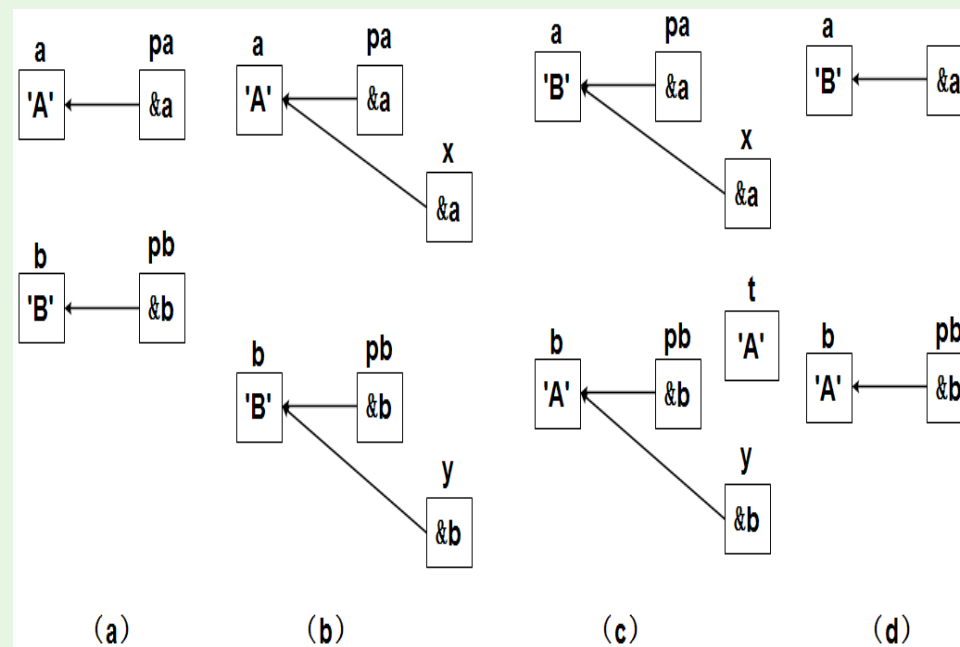 a pa
'A' &a
b pb
'B' &b
(a)
a pa
'A' &a
x
&a
b pb
'B' &b
y
&b
(b)
a pa
'B' &a
x
&a
t
'A'
b pb
'A' &b
y
&b
(c)
a
'B' &a
b pb
'A' &b
(d)